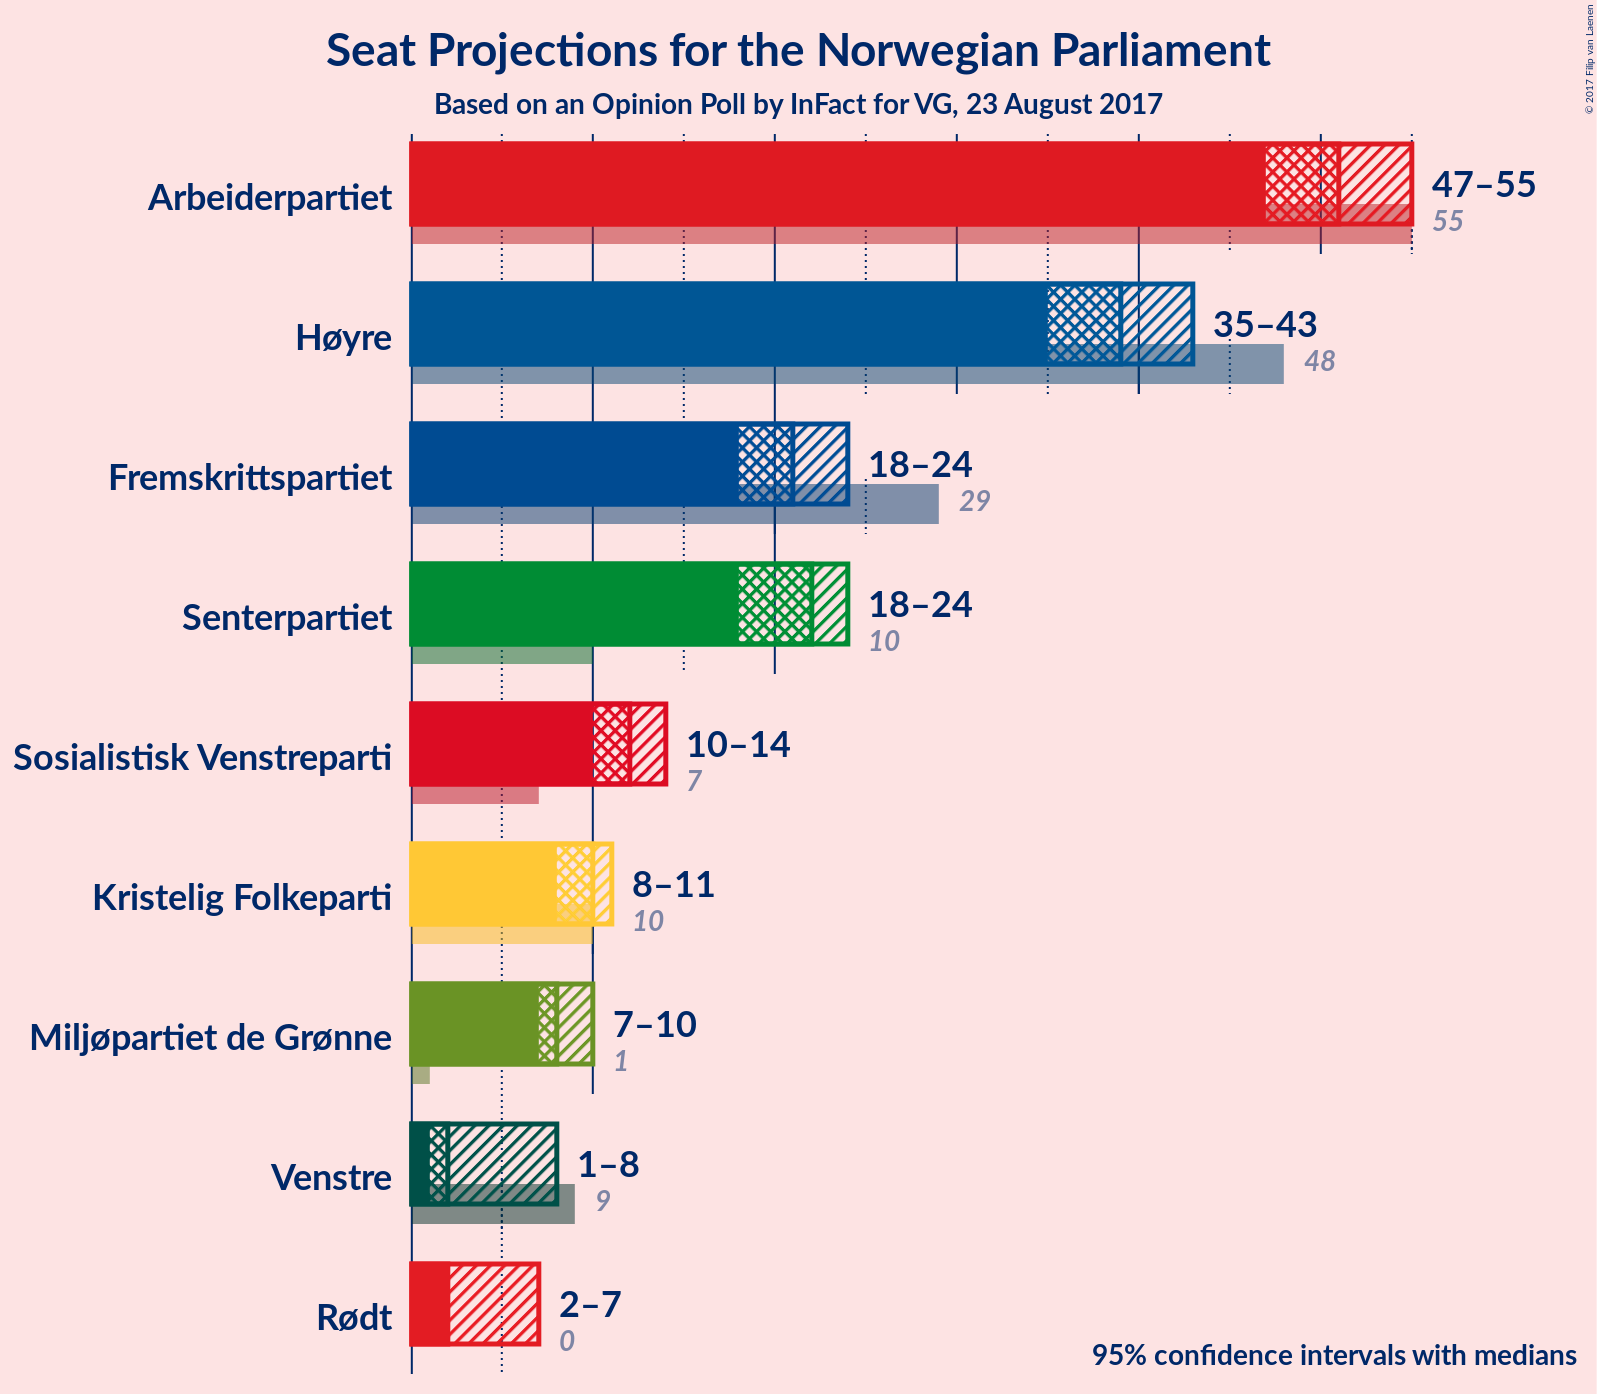 Seat Projections for the Norwegian Parliament
Based on an Opinion Poll by InFact for VG, 23 August 2017
© 2017 Filip van Laenen
Arbeiderpartiet
47–55
55
Høyre
35–43
48
Fremskrittspartiet
18–24
29
Senterpartiet
18–24
10
Sosialistisk Venstreparti
10–14
7
Kristelig Folkeparti
8–11
10
Miljøpartiet de Grønne
7–10
1
Venstre
1–8
9
Rødt
2–7
0
95% confidence intervals with medians